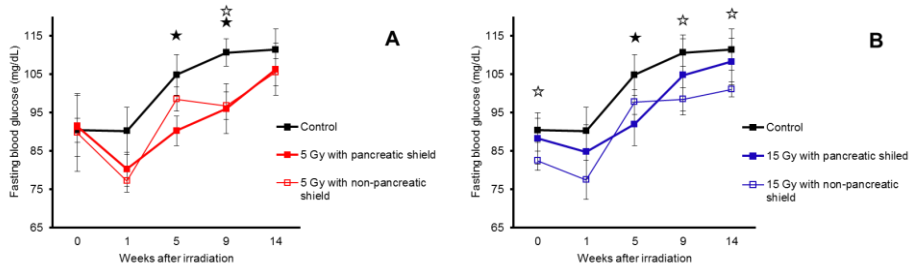 A
Fasting blood glucose (mg/dL)
115
105
95
85
75
65
0 1 5 9 14
Weeks after irradiation
Control
5 Gy with pancreatic shield
5 Gy with non-pancreatic
shield
B
Fasting blood glucose (mg/dL)
115
105
95
85
75
65
0 1 5 9 14
Weeks after irradiation
Control
15 Gy with pancreatic shiled
15 Gy with non-pancreatic
shield